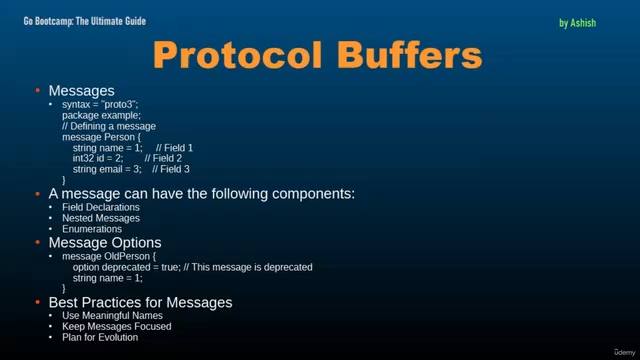 Go Bootcamp: The Ultimate Guide
by Ashish
Protocol Buffers
• Messages
• syntax = "proto3";
package example;
// Defining a message
message Person {
string name = 1; // Field 1
int32 id = 2; // Field 2
string email = 3; // Field 3
}
• A message can have the following components:
• Field Declarations
• Nested Messages
• Enumerations
• Message Options
• message OldPerson {
option deprecated = true; // This message is deprecated
string name = 1;
}
• Best Practices for Messages
• Use Meaningful Names
• Keep Messages Focused
• Plan for Evolution
udemy